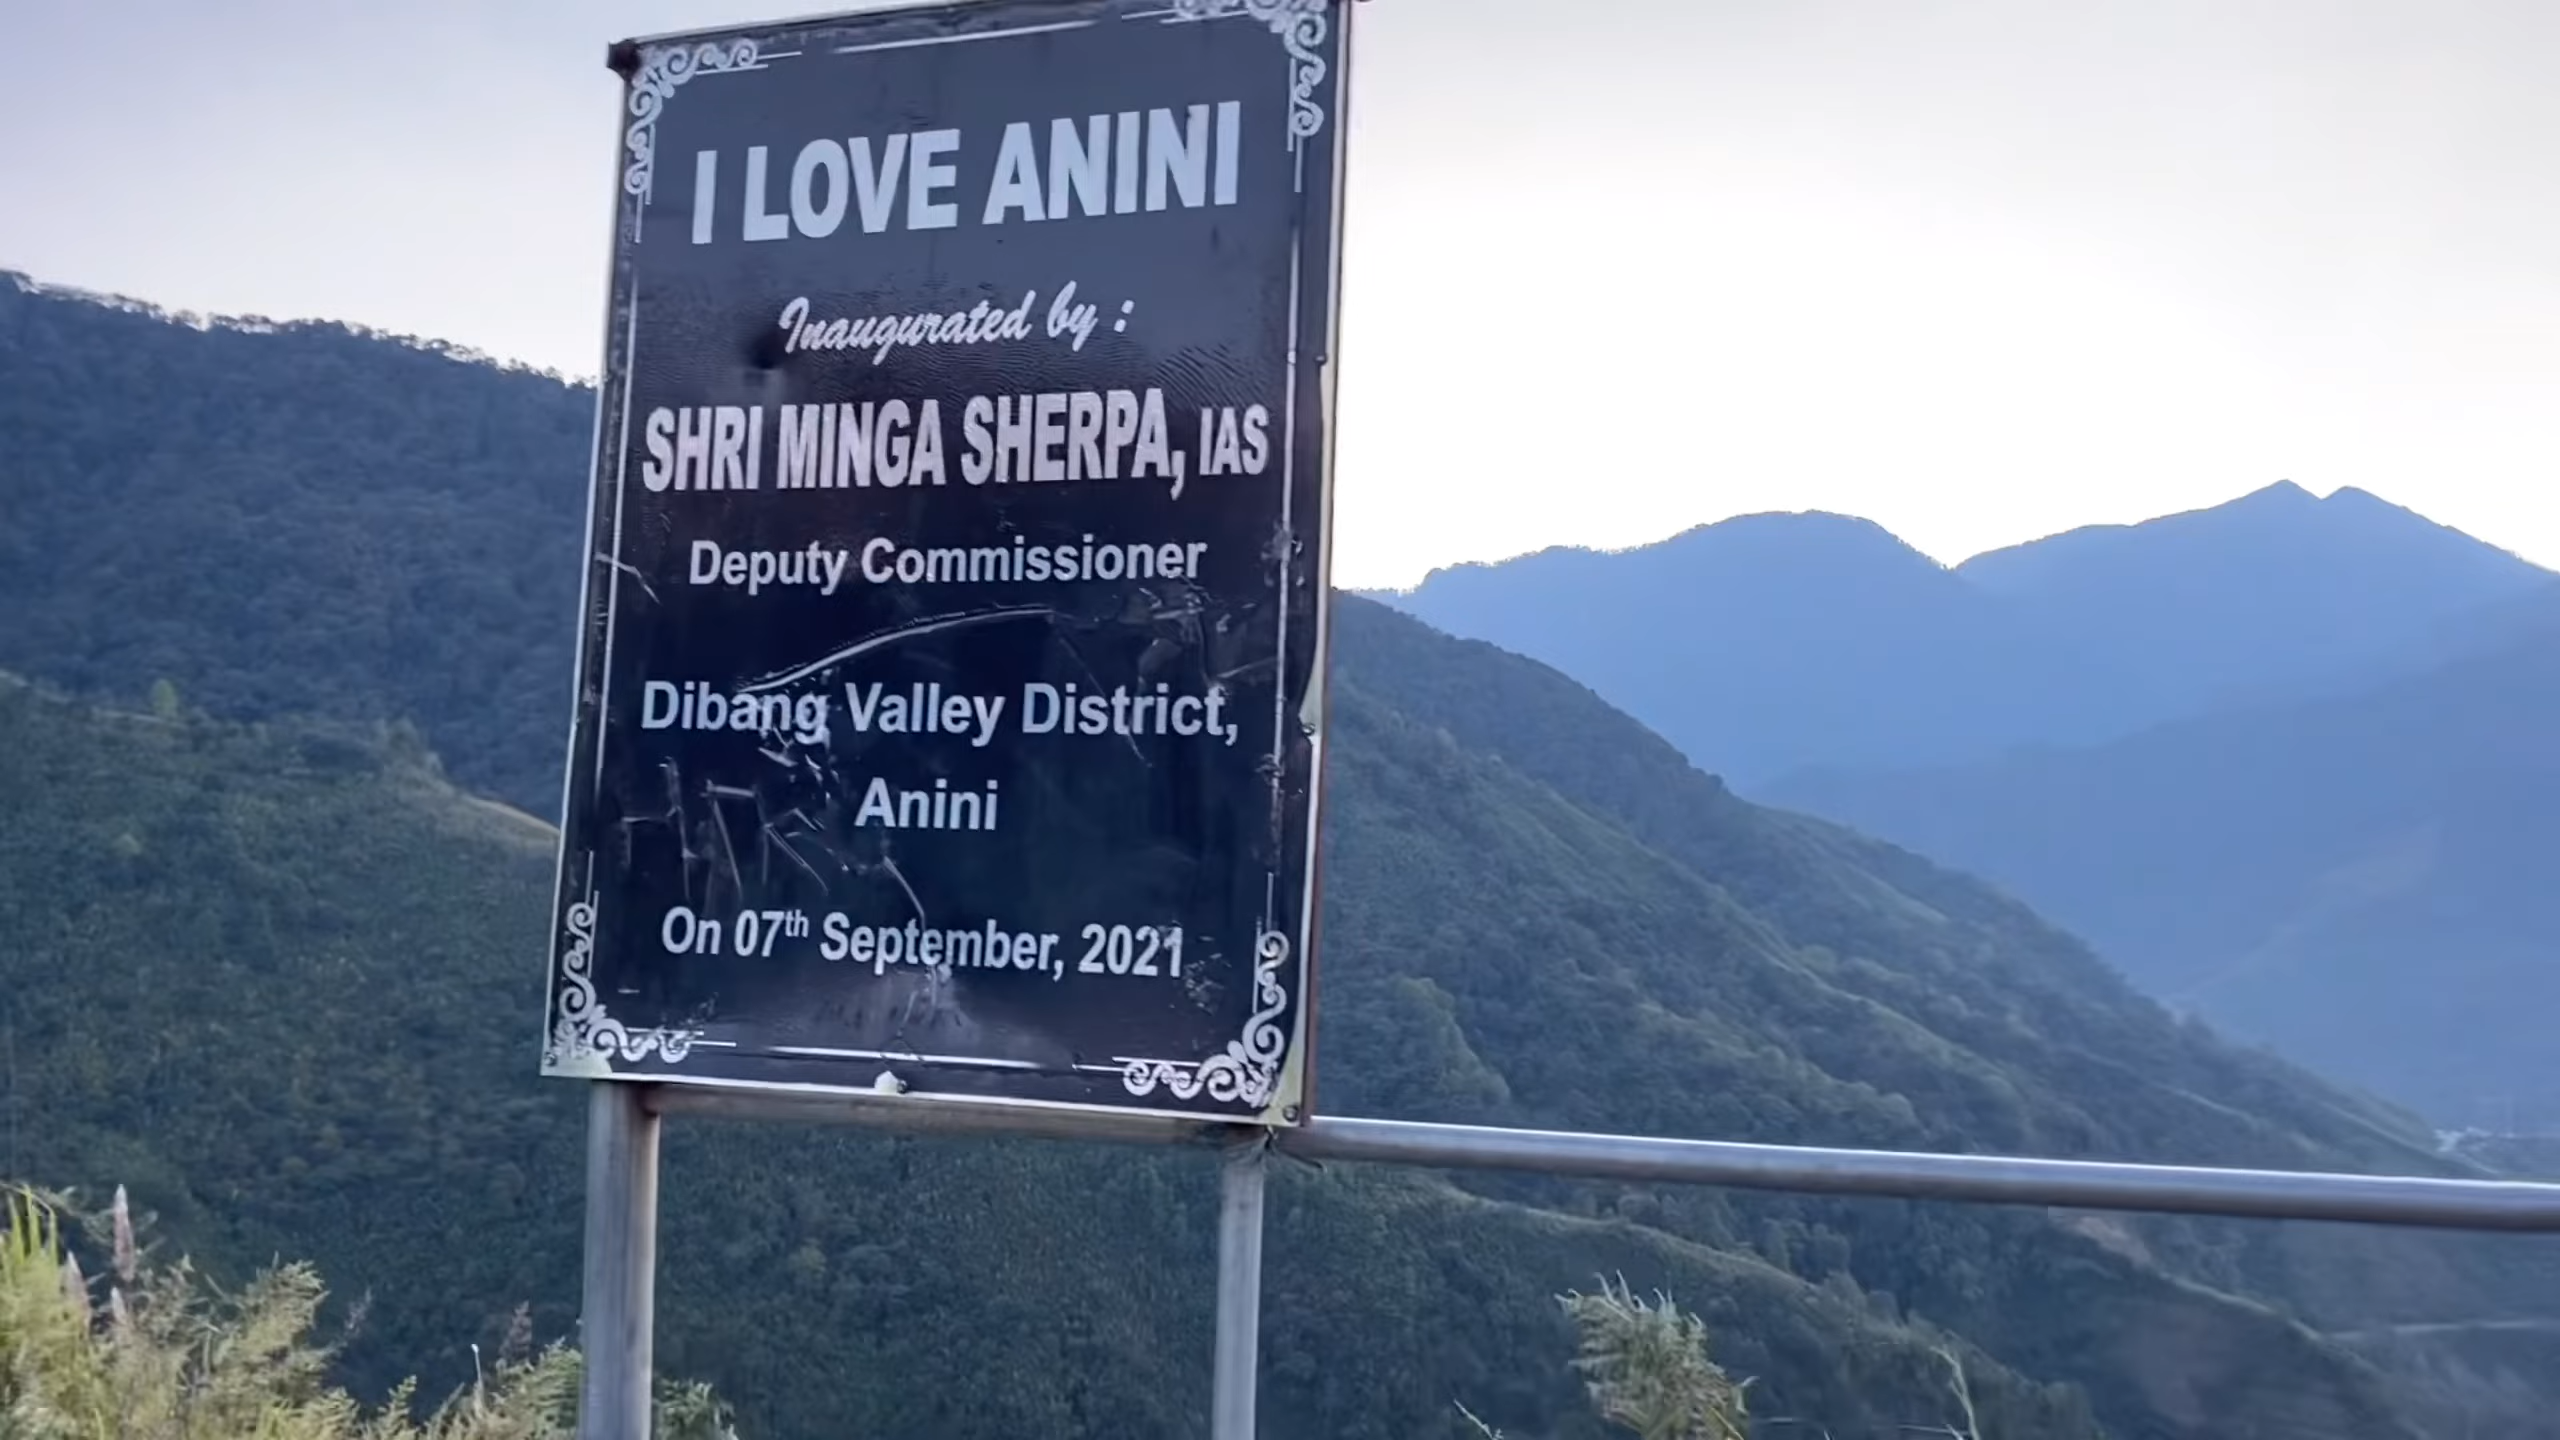 I LOVE ANINI
Inaugurated by :
SHRI MINGA SHERPA, IAS
Deputy Commissioner
Dibang Valley District,
Anini
On 07th September, 2021